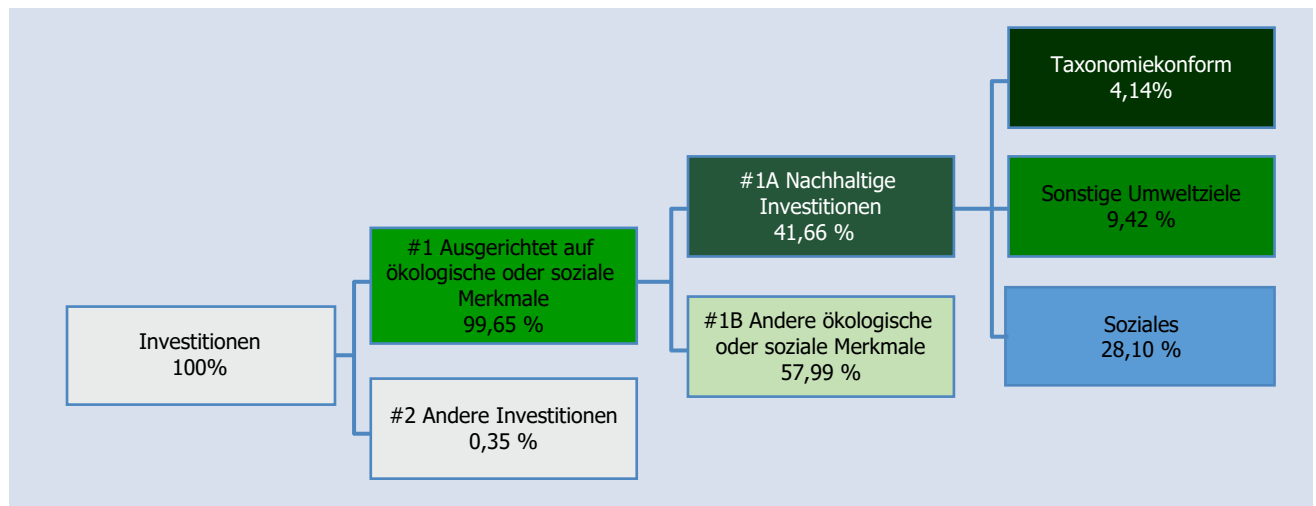 Investitionen
100%
#1 Ausgerichtet auf
ökologische oder soziale
Merkmale
99,65 %
#2 Andere Investitionen
0,35 %
#1A Nachhaltige
Investitionen
41,66 %
#1B Andere ökologische
oder soziale Merkmale
57,99 %
Taxonomiekonform
4,14%
Sonstige Umweltziele
9,42 %
Soziales
28,10 %